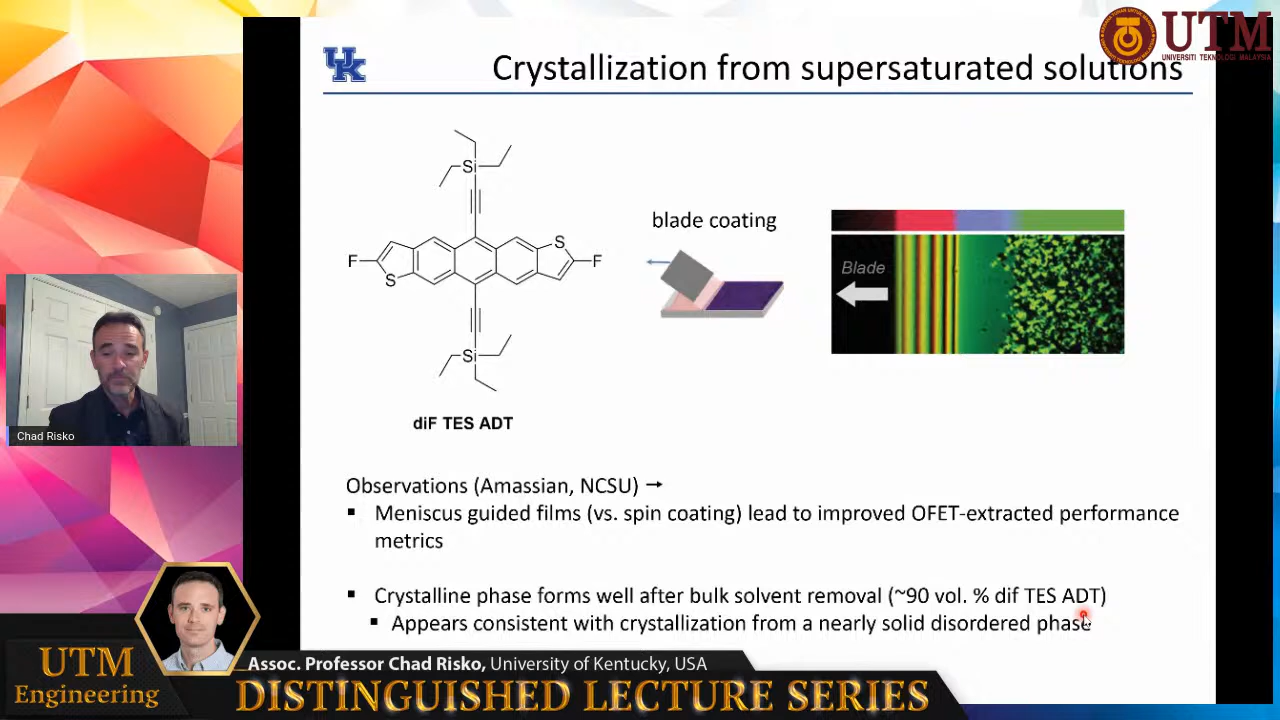 UTM
UNIVERSITI TEKNOLOGI MALAYSIA
UK
Crystallization from supersaturated solutions
Si
F
S
S
F
Si
diF TES ADT
blade coating
Blade
Chad Risko
Observations (Amassian, NCSU) →
▪ Meniscus guided films (vs. spin coating) lead to improved OFET-extracted performance
metrics
▪ Crystalline phase forms well after bulk solvent removal (~90 vol. % dif TES ADT)
▪ Appears consistent with crystallization from a nearly solid disordered phase
Assoc. Professor Chad Risko, University of Kentucky, USA
UTM
Engineering
DISTINGUISHED LECTURE SERIES